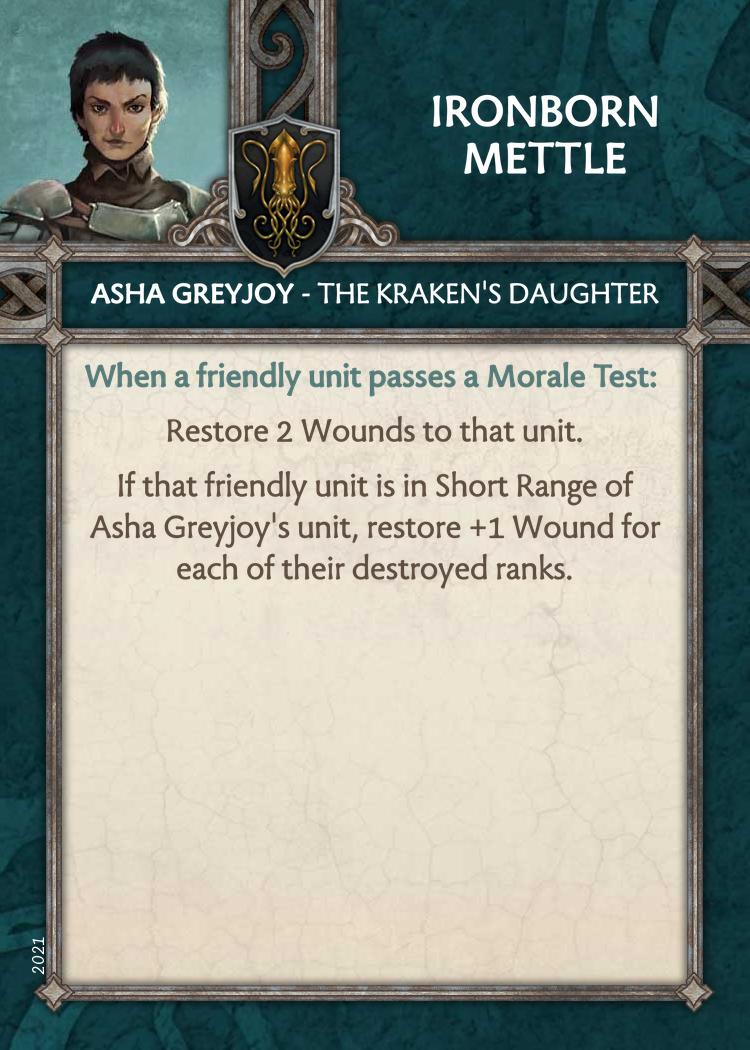 IRONBORN
METTLE
ASHA GREYJOY - THE KRAKEN'S DAUGHTER
When a friendly unit passes a Morale Test:
Restore 2 Wounds to that unit.
If that friendly unit is in Short Range of
Asha Greyjoy's unit, restore +1 Wound for
each of their destroyed ranks.
2021